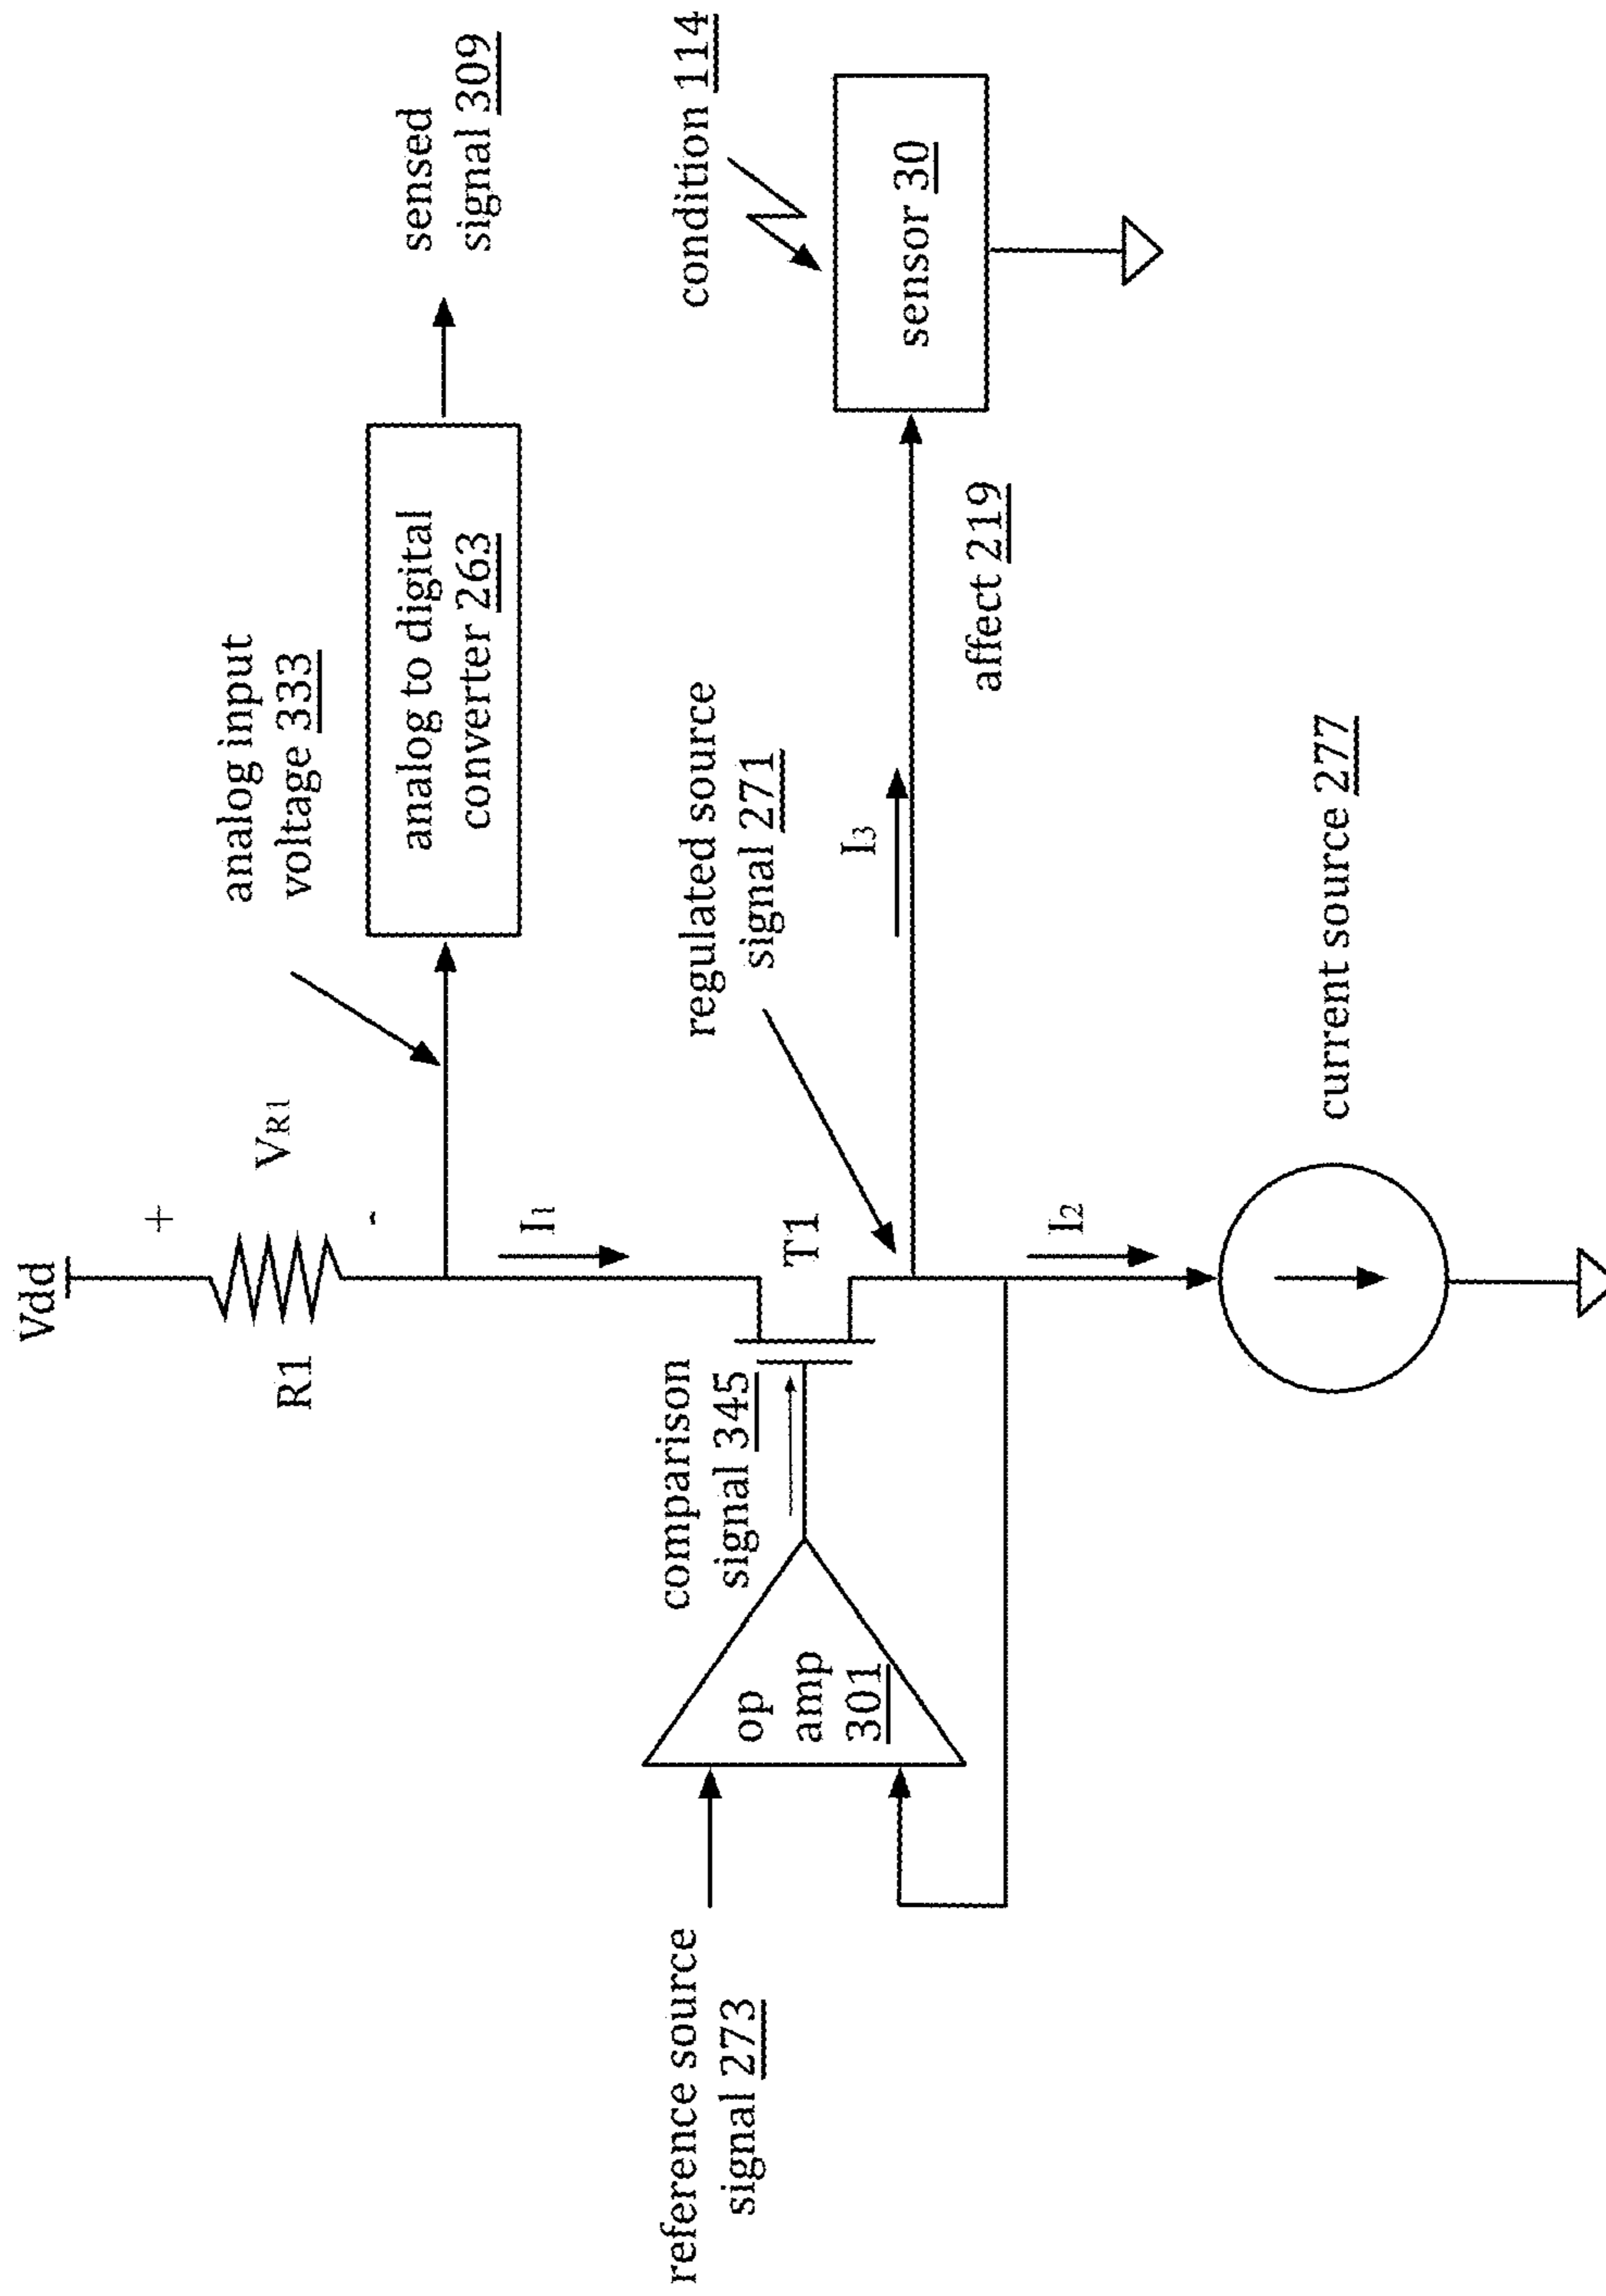 Vdd
+
R1
VR1
-
analog input
voltage 333
analog to digital
converter 263
sensed
signal 309
I1
comparison
signal 345
T1
regulated source
signal 271
condition 114
reference source
signal 273
op
amp
301
I3
sensor 30
affect 219
I2
current source 277